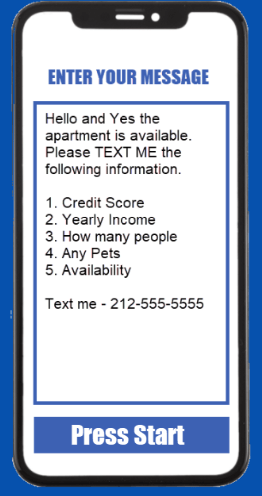 ENTER YOUR MESSAGE
Hello and Yes the
apartment is available.
Please TEXT ME the
following information.
1. Credit Score
2. Yearly Income
3. How many people
4. Any Pets
5. Availability
Text me - 212-555-5555
Press Start